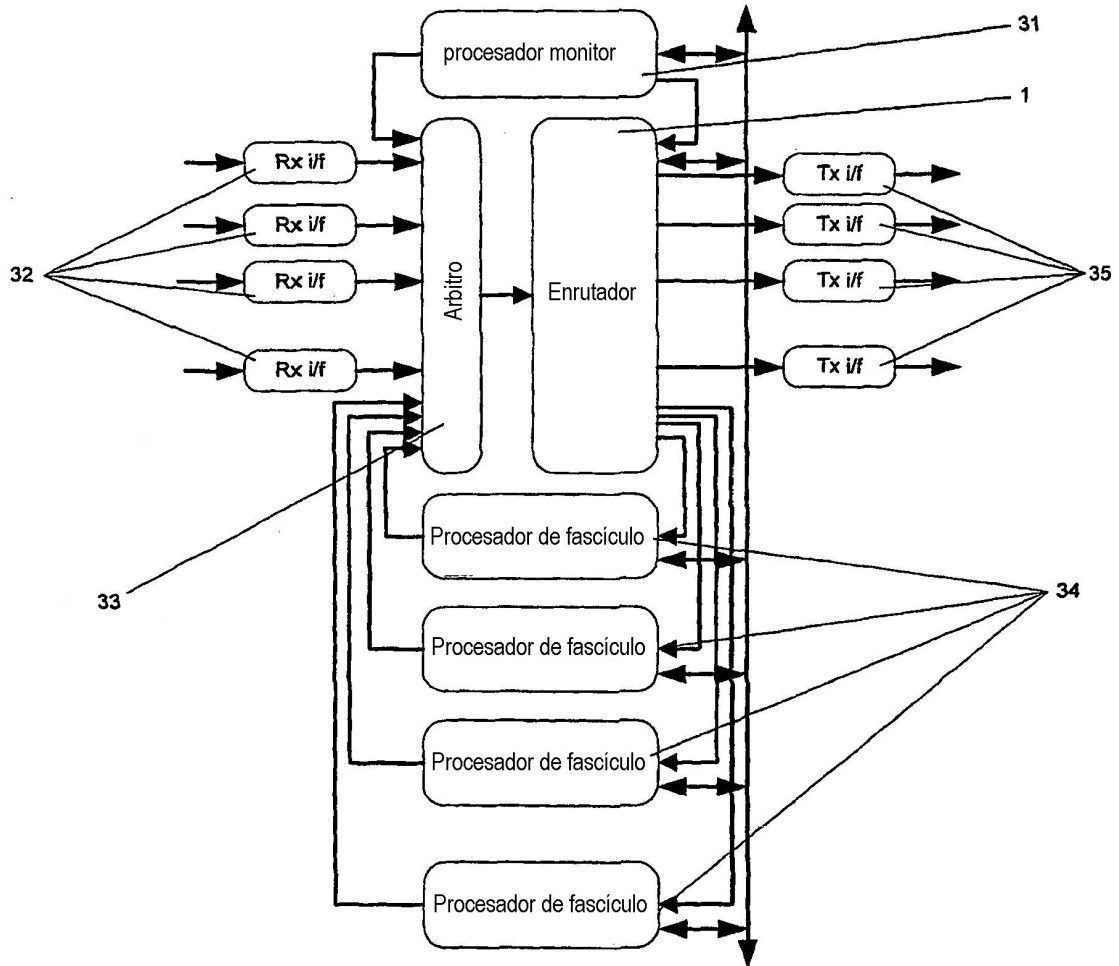 procesador monitor
31
1
Rx i/f
Tx i/f
Rx i/f
Tx i/f
32
Rx i/f
Arbitro
Enrutador
Tx i/f
35
Rx i/f
Tx i/f
Procesador de fascículo
33
34
Procesador de fascículo
Procesador de fascículo
Procesador de fascículo